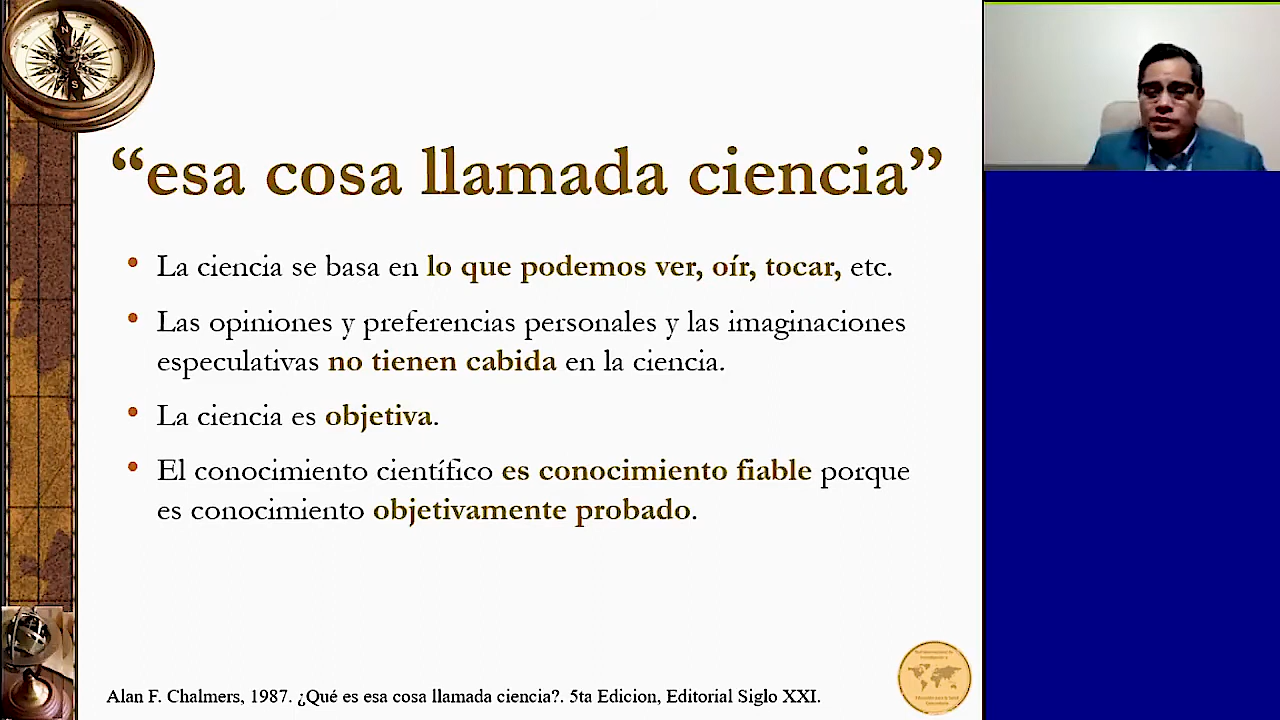 “esa cosa llamada ciencia”
• La ciencia se basa en lo que podemos ver, oír, tocar, etc.
• Las opiniones y preferencias personales y las imaginaciones
especulativas no tienen cabida en la ciencia.
• La ciencia es objetiva.
• El conocimiento científico es conocimiento fiable porque
es conocimiento objetivamente probado.
Alan F. Chalmers, 1987. ¿Qué es esa cosa llamada ciencia?. 5ta Edicion, Editorial Siglo XXI.
N
S